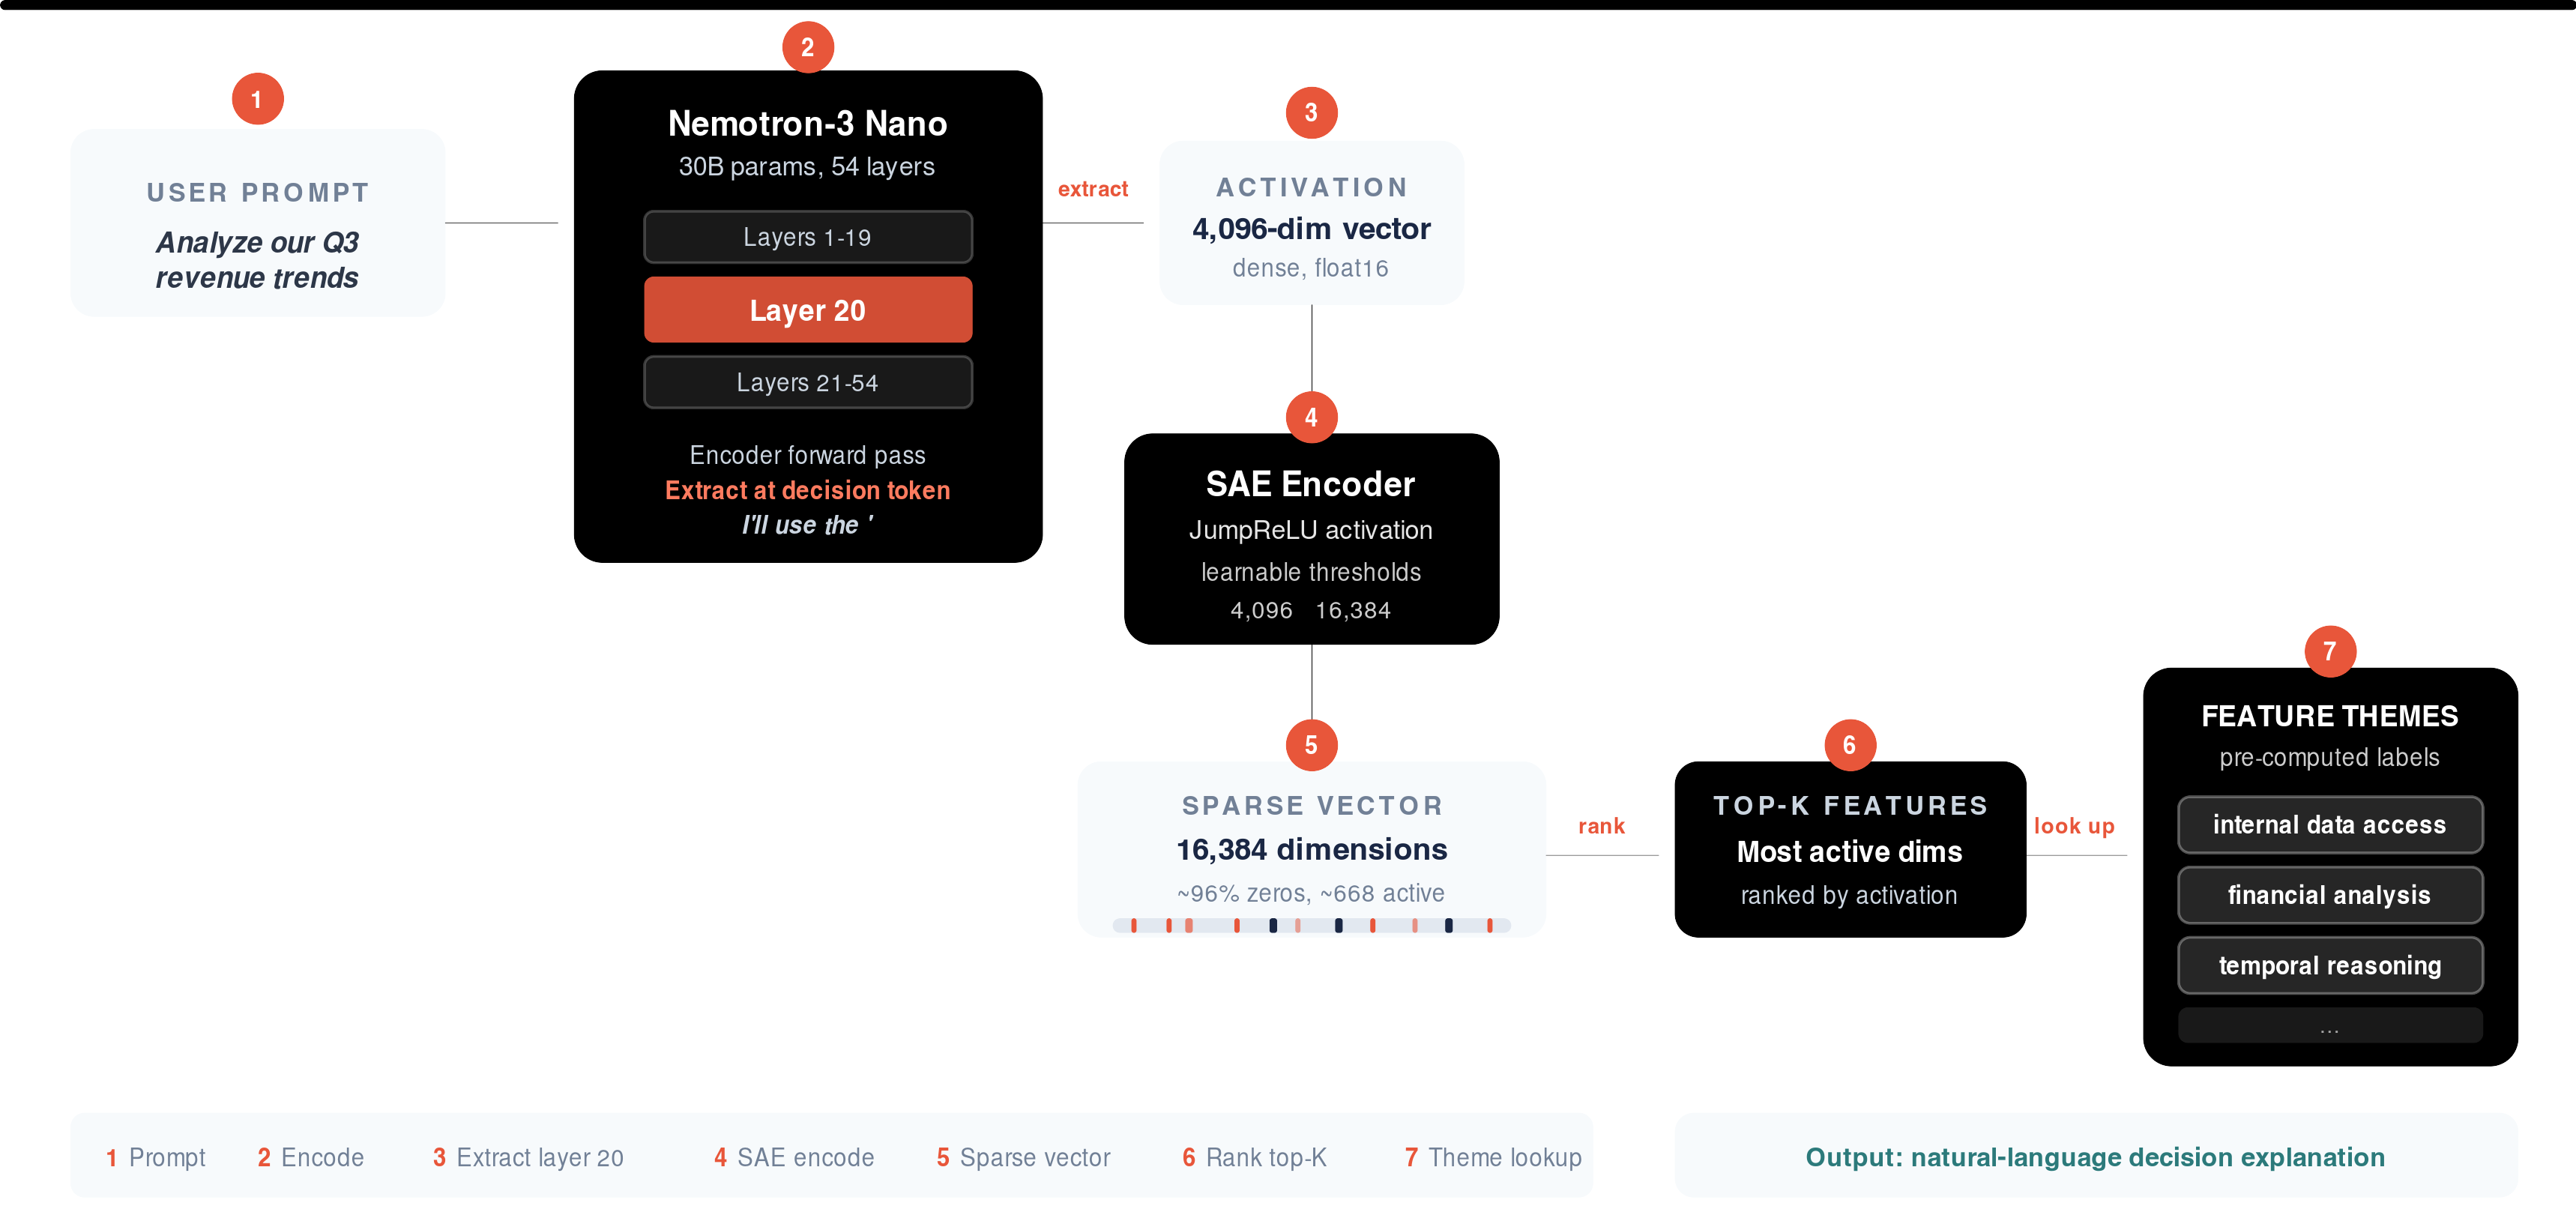 1
USER PROMPT
Analyze our Q3
revenue trends
2
Nemotron-3 Nano
30B params, 54 layers
Layers 1-19
Layer 20
Layers 21-54
Encoder forward pass
Extract at decision token
I'll use the '
extract
3
ACTIVATION
4,096-dim vector
dense, float16
4
SAE Encoder
JumpReLU activation
learnable thresholds
4,096 16,384
5
SPARSE VECTOR
16,384 dimensions
~96% zeros, ~668 active
rank
6
TOP-K FEATURES
Most active dims
ranked by activation
look up
7
FEATURE THEMES
pre-computed labels
internal data access
financial analysis
temporal reasoning
...
1 Prompt 2 Encode 3 Extract layer 20 4 SAE encode 5 Sparse vector 6 Rank top-K 7 Theme lookup
Output: natural-language decision explanation